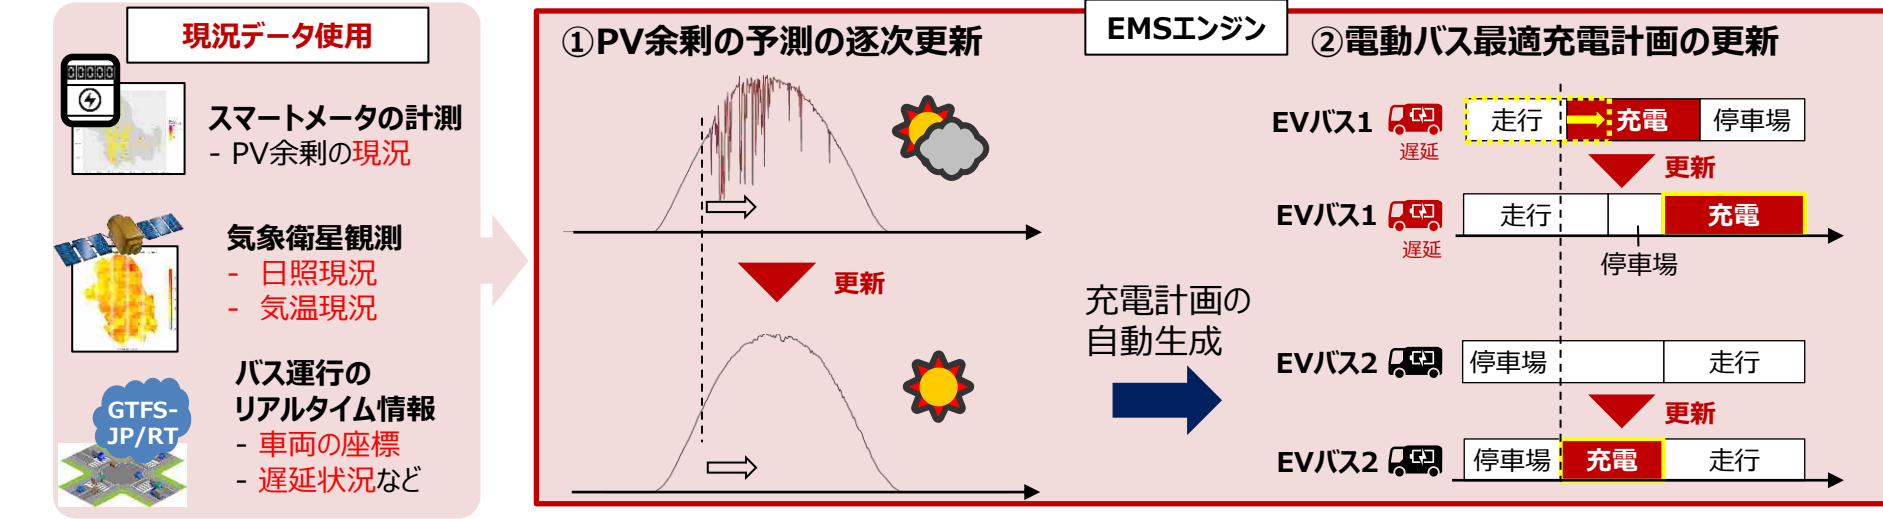 現況データ使用
スマートメータの計測
- PV余剰の現況
気象衛星観測
- 日照現況
- 気温現況
バス運行の
リアルタイム情報
- 車両の座標
- 遅延状況など
GTFS-
JP/RT
EMSエンジン
①PV余剰の予測の逐次更新
更新
充電計画の
自動生成
②電動バス最適充電計画の更新
EVバス1
遅延
走行
充電
停車場
更新
EVバス1
遅延
走行
充電
停車場
EVバス2
停車場
走行
更新
EVバス2
停車場
充電
走行